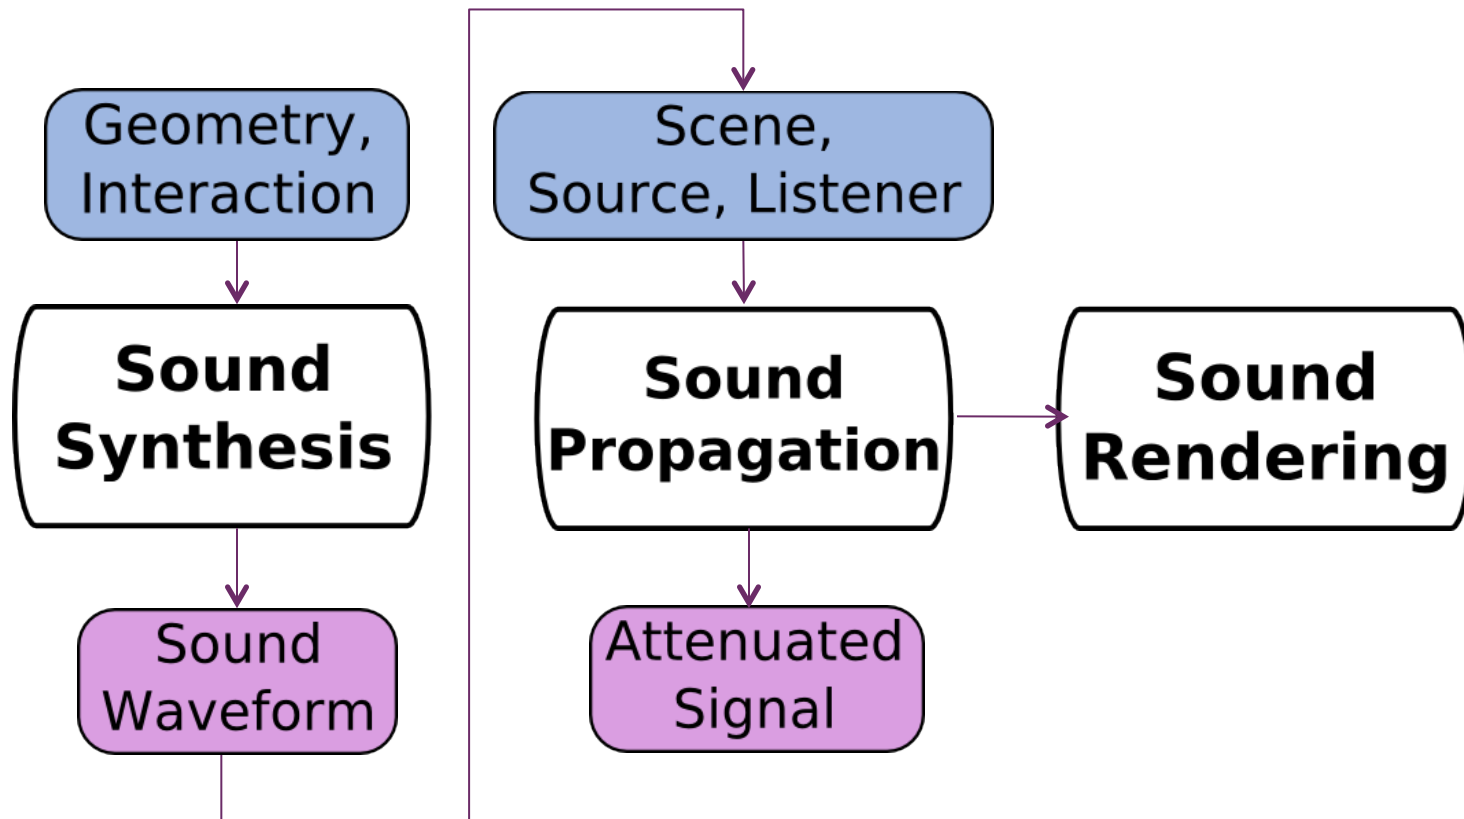 Geometry,
Interaction
Sound
Synthesis
Sound
Waveform
Scene,
Source, Listener
Sound
Propagation
Attenuated
Signal
Sound
Rendering